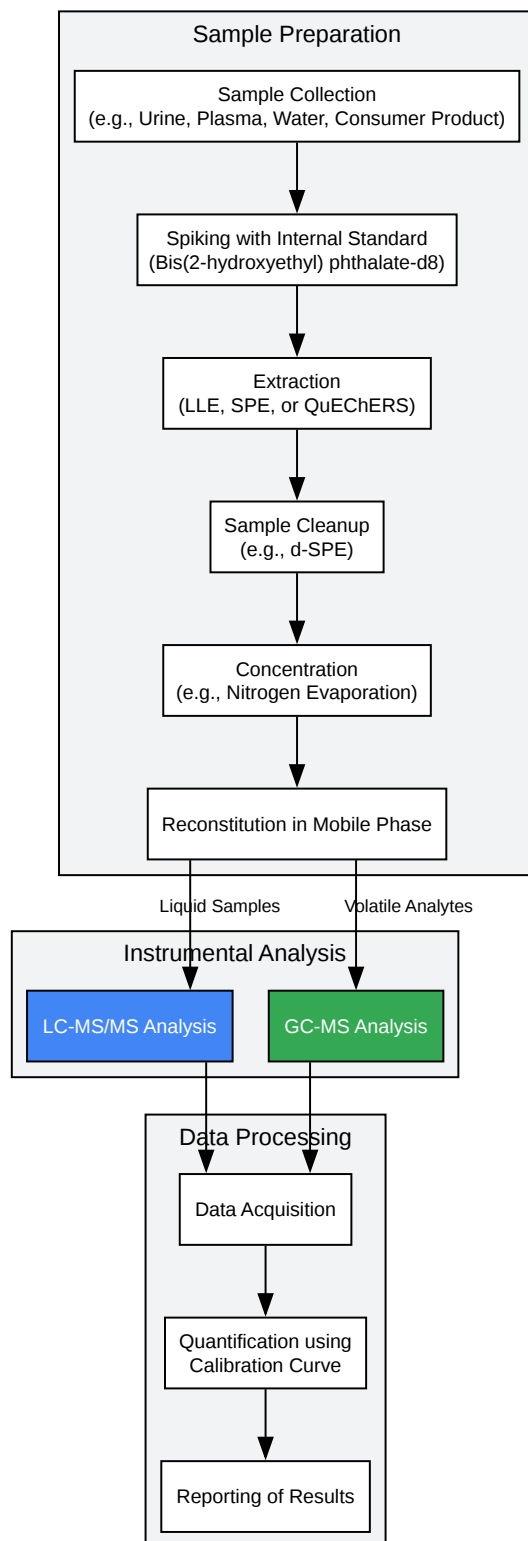 Sample Preparation
Sample Collection
(e.g., Urine, Plasma, Water, Consumer Product)
Spiking with Internal Standard
(Bis(2-hydroxyethyl) phthalate-d8)
Extraction
(LLE, SPE, or QuEChERS)
Sample Cleanup
(e.g., d-SPE)
Concentration
(e.g., Nitrogen Evaporation)
Reconstitution in Mobile Phase
Liquid Samples
Volatile Analytes
Instrumental Analysis
LC-MS/MS Analysis
GC-MS Analysis
Data Processing
Data Acquisition
Quantification using
Calibration Curve
Reporting of Results